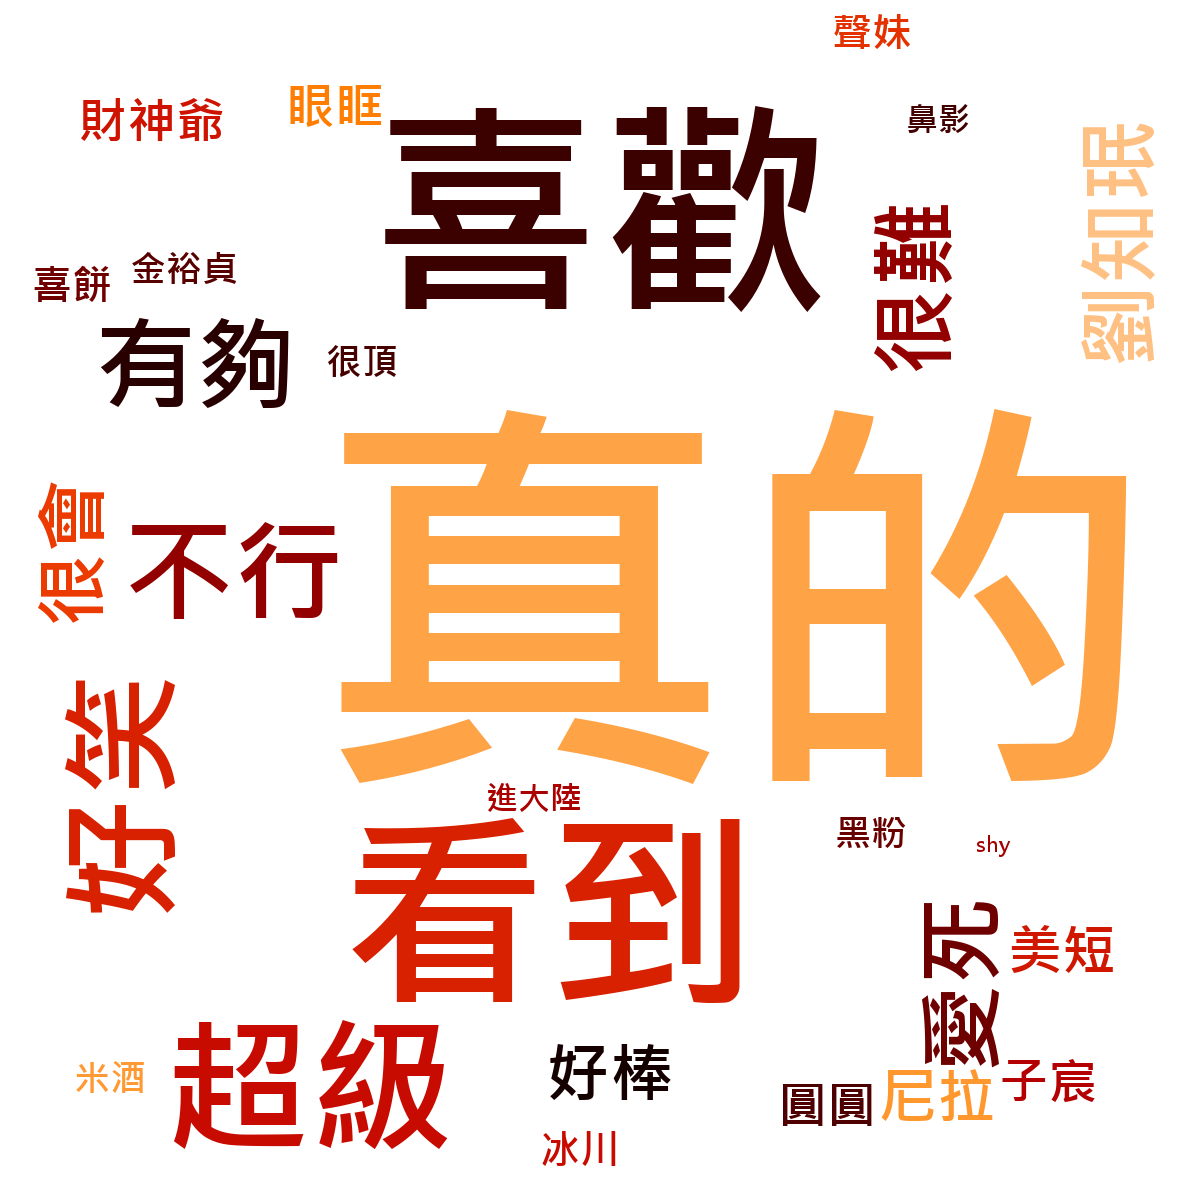 聲妹
財神爺
眼眶
喜歡
鼻影
劉知珉
很難
金裕貞
喜餅
有夠
很頂
真的
很會
不行
好笑
進大陸
看到
黑粉
shy
愛死
美短
超級
好棒
米酒
子宸
尼拉
圓圓
冰川